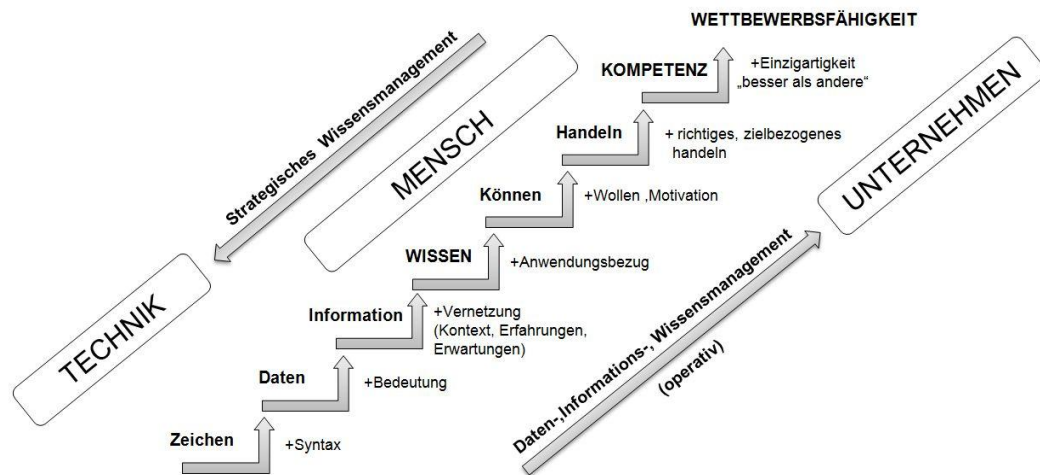 WETTBEWERBSFÄHIGKEIT
+Einzigartigkeit
„besser als andere“
KOMPETENZ
+ richtiges, zielbezogenes
handeln
Handeln
+Wollen ,Motivation
Können
+Anwendungsbezug
WISSEN
+Vernetzung
(Kontext, Erfahrungen,
Erwartungen)
Information
+Bedeutung
Daten
+Syntax
Zeichen
Strategisches Wissensmanagement
TECHNIK
MENSCH
UNTERNEHMEN
Daten-,Informations-, Wissensmanagement
(operativ)